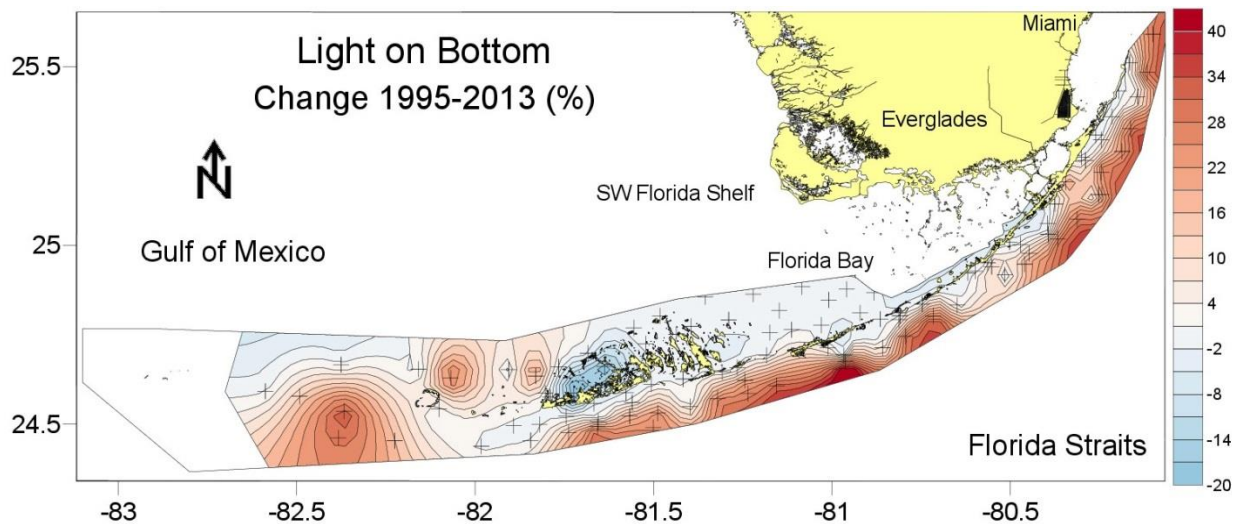 Light on Bottom
Change 1995-2013 (%)
N
Gulf of Mexico
SW Florida Shelf
Florida Bay
Everglades
Miami
Florida Straits
25.5
25
24.5
-83
-82.5
-82
-81.5
-81
-80.5
40
34
28
22
16
10
4
-2
-8
-14
-20